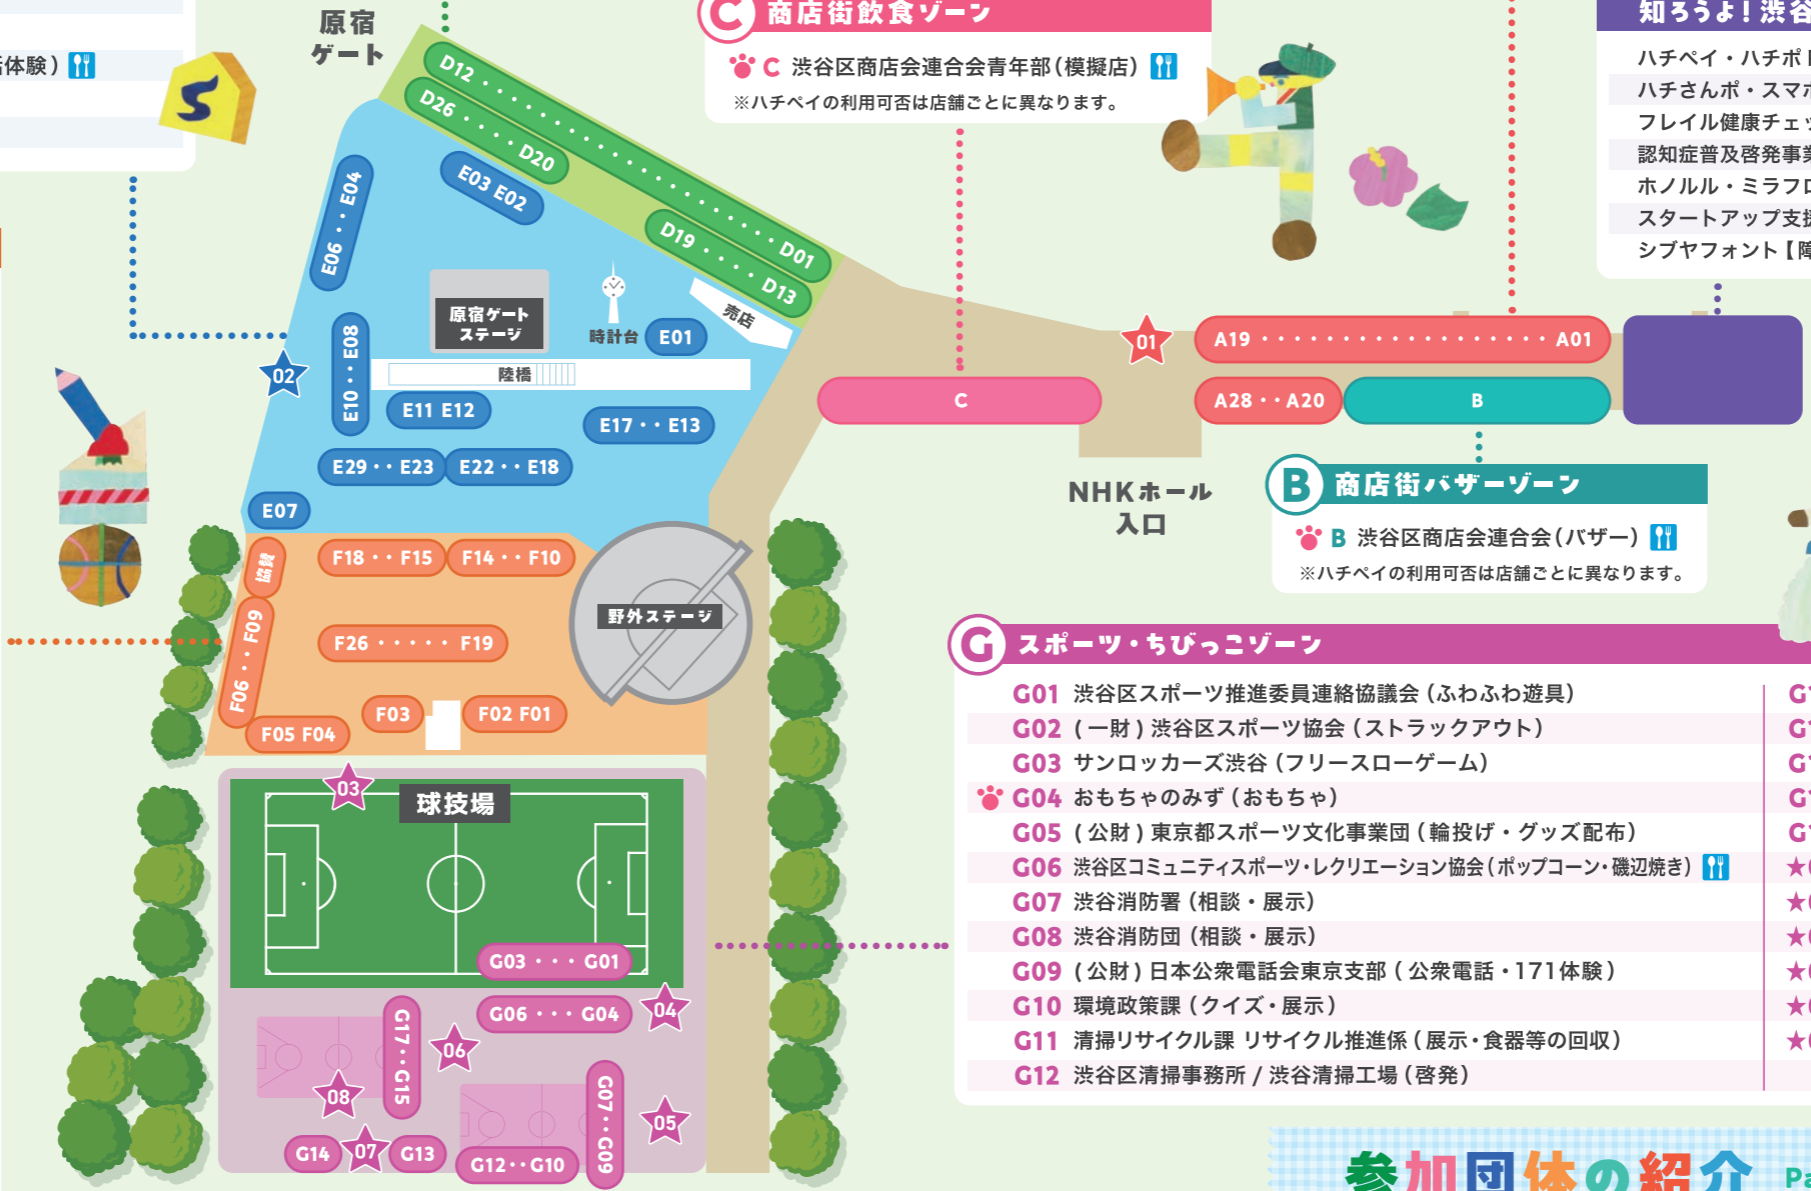 体験）
原宿
ゲート
D12・・・・・・・・・・・・・・・・・・・・・・D01
D26・・・・D20
D19・・・・D13
E03 E02
E06・・E04
原宿ゲート
ステージ
時計台
E01
売店
E10・・E08
陸橋
02
E11 E12
E17・・E13
E29・・E23
E22・・E18
E07
協賛
F18・・F15
F14・・F10
F06・・F09
F26・・・・・F19
野外ステージ
F05 F04
F03
F02 F01
03
球技場
G03・・・G01
G06・・・G04
04
G17・・G15
06
08
G07・・G09
05
G14
07
G13
G12・・G10
C 商店街飲食ゾーン
C 渋谷区商店会連合会青年部（模擬店）
※ハチペイの利用可否は店舗ごとに異なります。
01
A19・・・・・・・・・・・・・・・・・A01
C
A28・・A20
B
NHKホール
入口
B 商店街バザーゾーン
B 渋谷区商店会連合会（バザー）
※ハチペイの利用可否は店舗ごとに異なります。
知ろうよ！渋谷
ハチペイ・ハチポ
ハチさんポ・スマホ
フレイル健康チェッ
認知症普及啓発事業
ホノルル・ミラフロ
スタートアップ支援
シブヤフォント【障
G スポーツ・ちびっこゾーン
G01 渋谷区スポーツ推進委員連絡協議会（ふわふわ遊具）
G02 (一財) 渋谷区スポーツ協会（ストラックアウト）
G03 サンロッカーズ渋谷（フリースローゲーム）
G04 おもちゃのみず（おもちゃ）
G05 (公財) 東京都スポーツ文化事業団（輪投げ・グッズ配布）
G06 渋谷区コミュニティスポーツ・レクリエーション協会（ポップコーン・磯辺焼き）
G07 渋谷消防署（相談・展示）
G08 渋谷消防団（相談・展示）
G09 (公財) 日本公衆電話会東京支部（公衆電話・171体験）
G10 環境政策課（クイズ・展示）
G11 清掃リサイクル課 リサイクル推進係（展示・食器等の回収）
G12 渋谷区清掃事務所 / 渋谷清掃工場（啓発）
参加団体の紹介 Pa